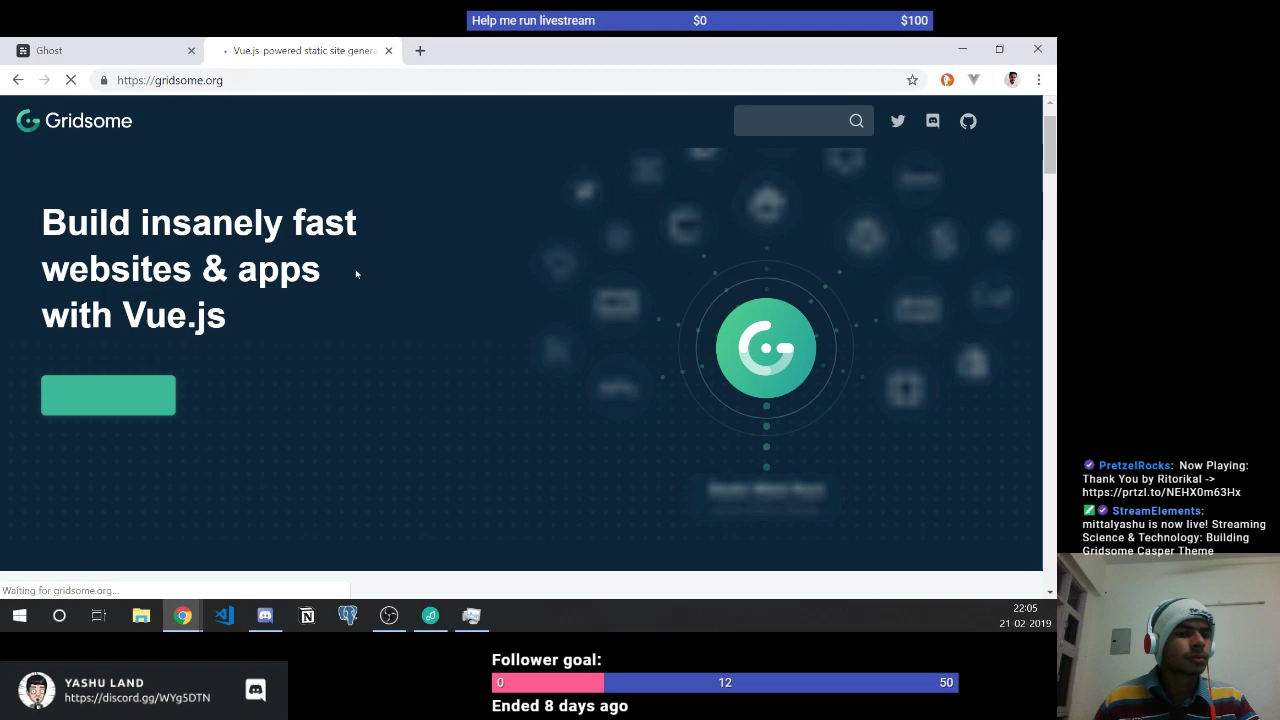 Help me run livestream $0 $100
Ghost
Vue.js-powered static site genera
https://gridsome.org
Gridsome
Build insanely fast
websites & apps
with Vue.js
Waiting for gridsome.org...
22:05
21-02-2019
PretzelRocks: Now Playing:
Thank You by Ritorikal ->
https://prtzl.to/NEHX0m63Hx
StreamElements:
mittalyashu is now live! Streaming
Science & Technology: Building
Gridsome Casper Theme
YASHU LAND
https://discord.gg/WYg5DTN
Follower goal:
0 12 50
Ended 8 days ago